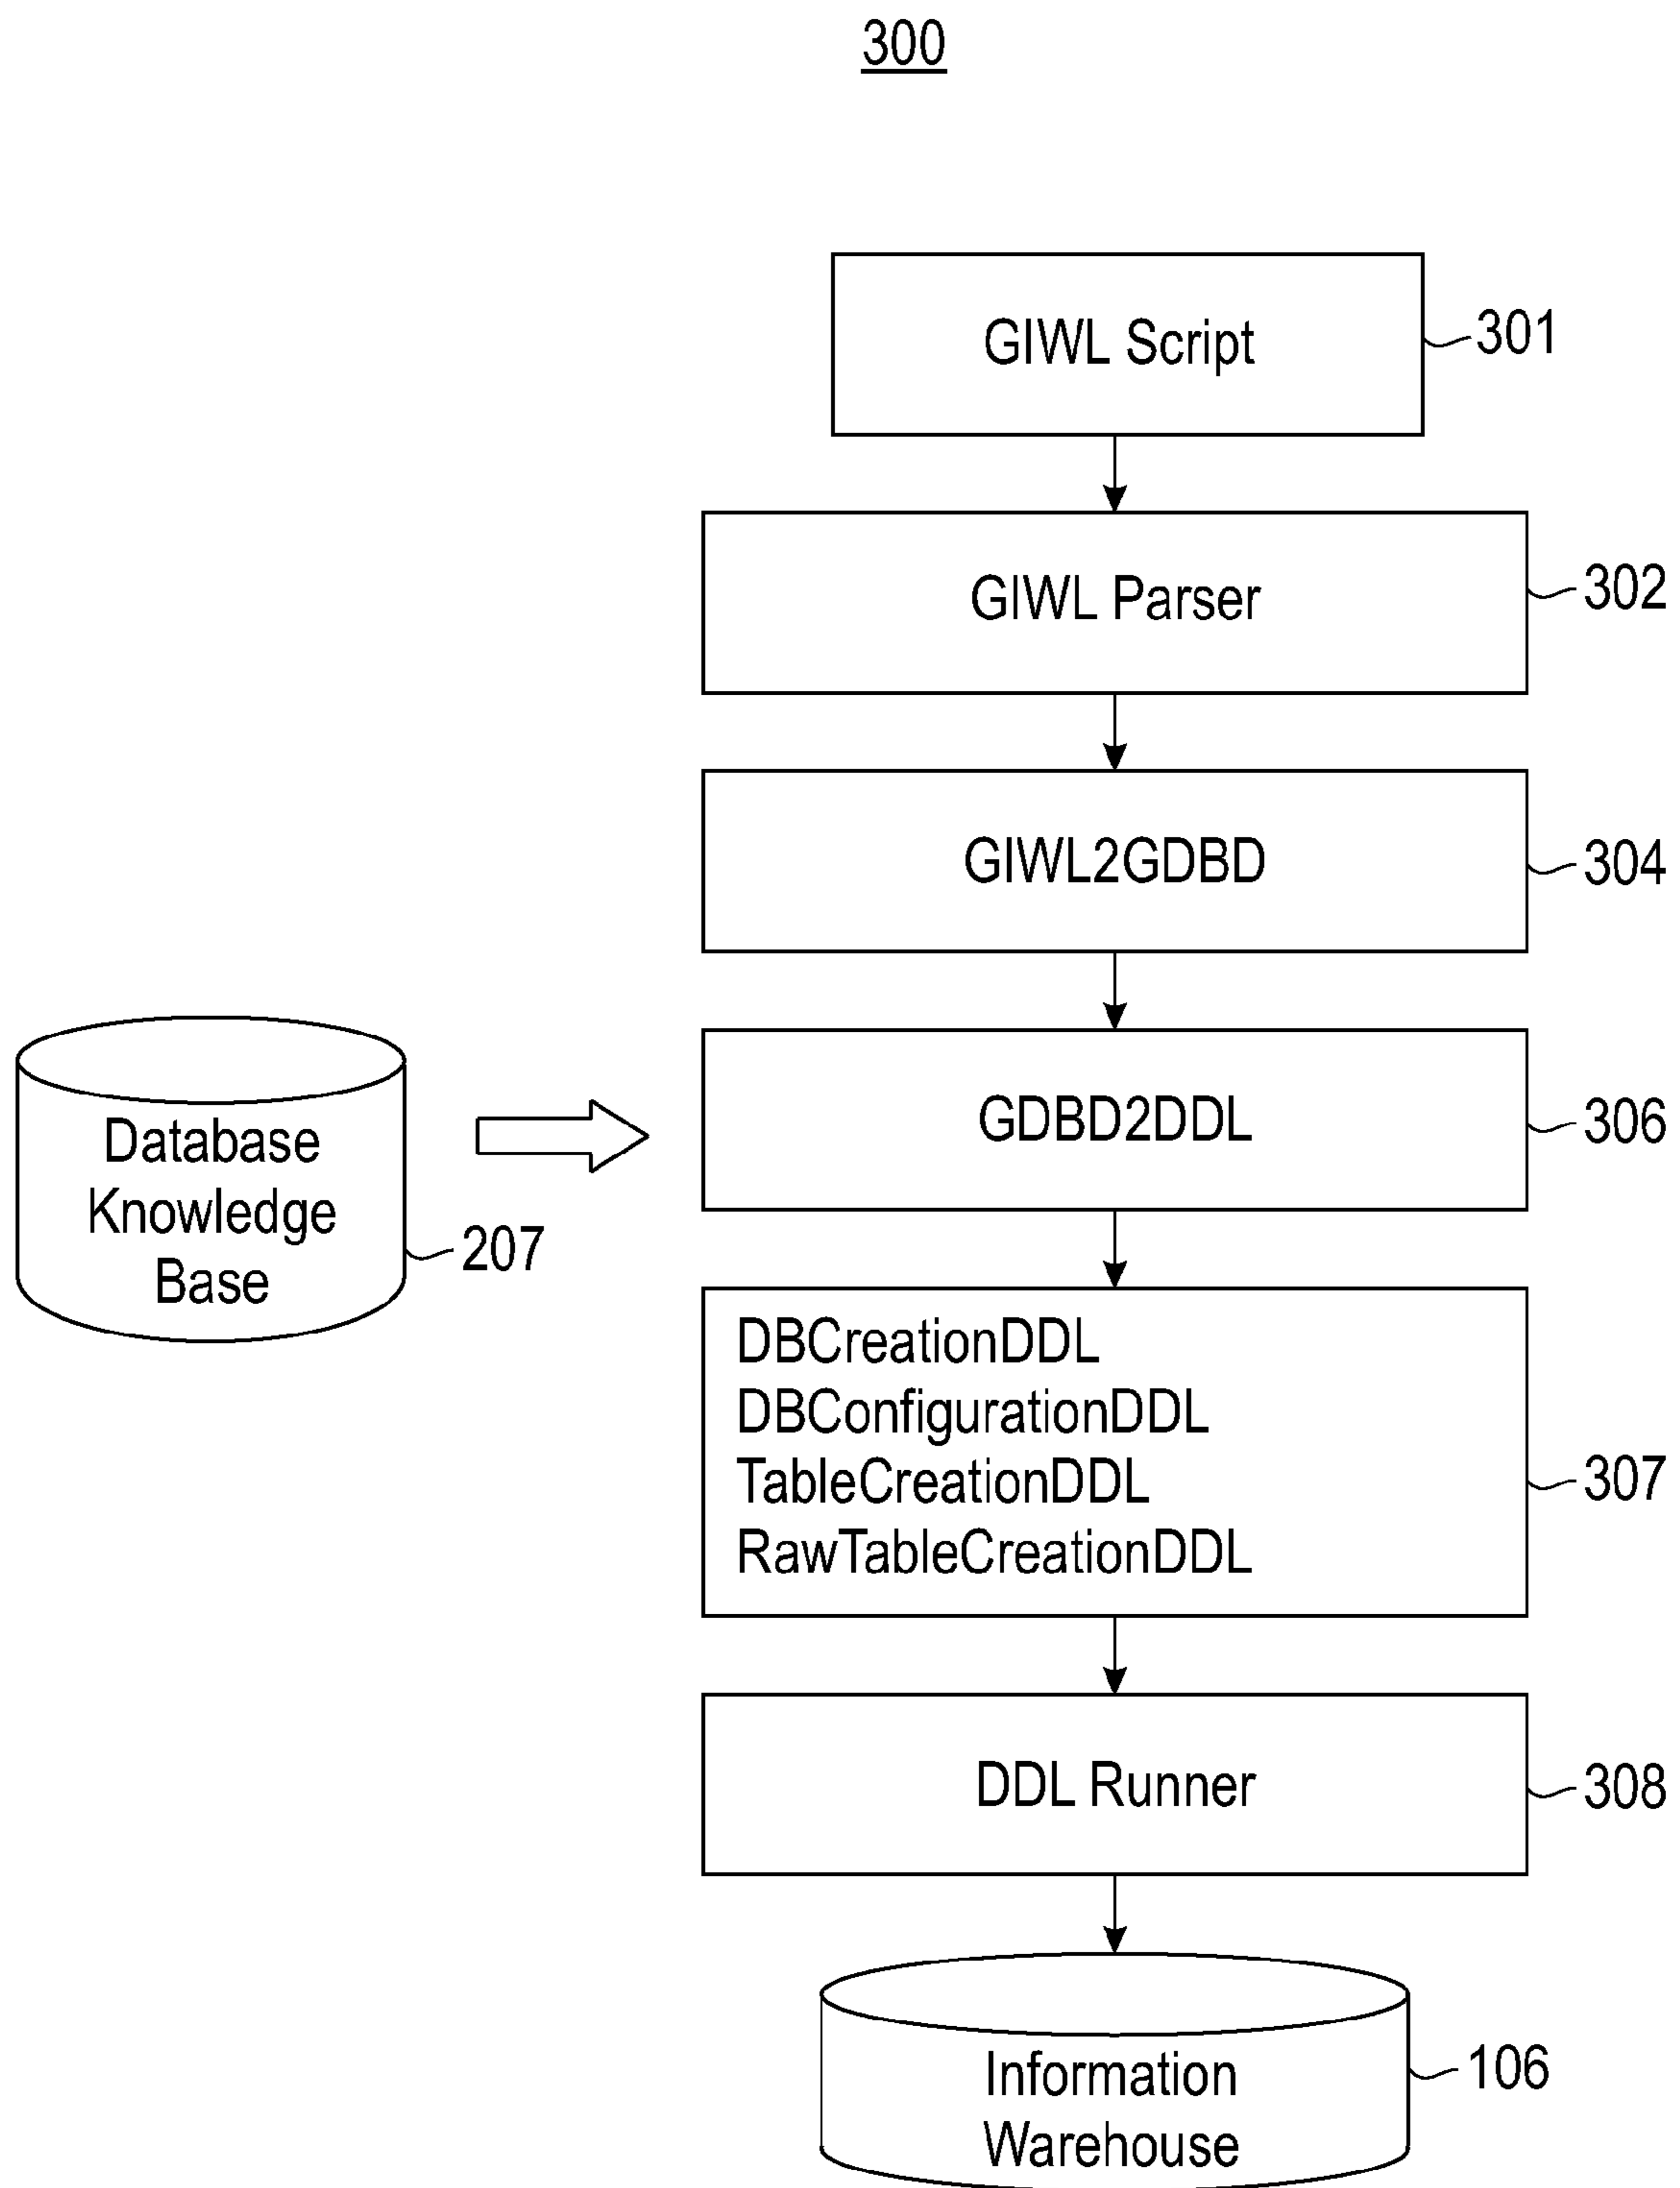 300
GIWL Script
301
GIWL Parser
302
GIWL2GDBD
304
Database
Knowledge
Base
207
GDBD2DDL
306
DBCreationDDL
DBConfigurationDDL
TableCreationDDL
RawTableCreationDDL
307
DDL Runner
308
Information
Warehouse
106